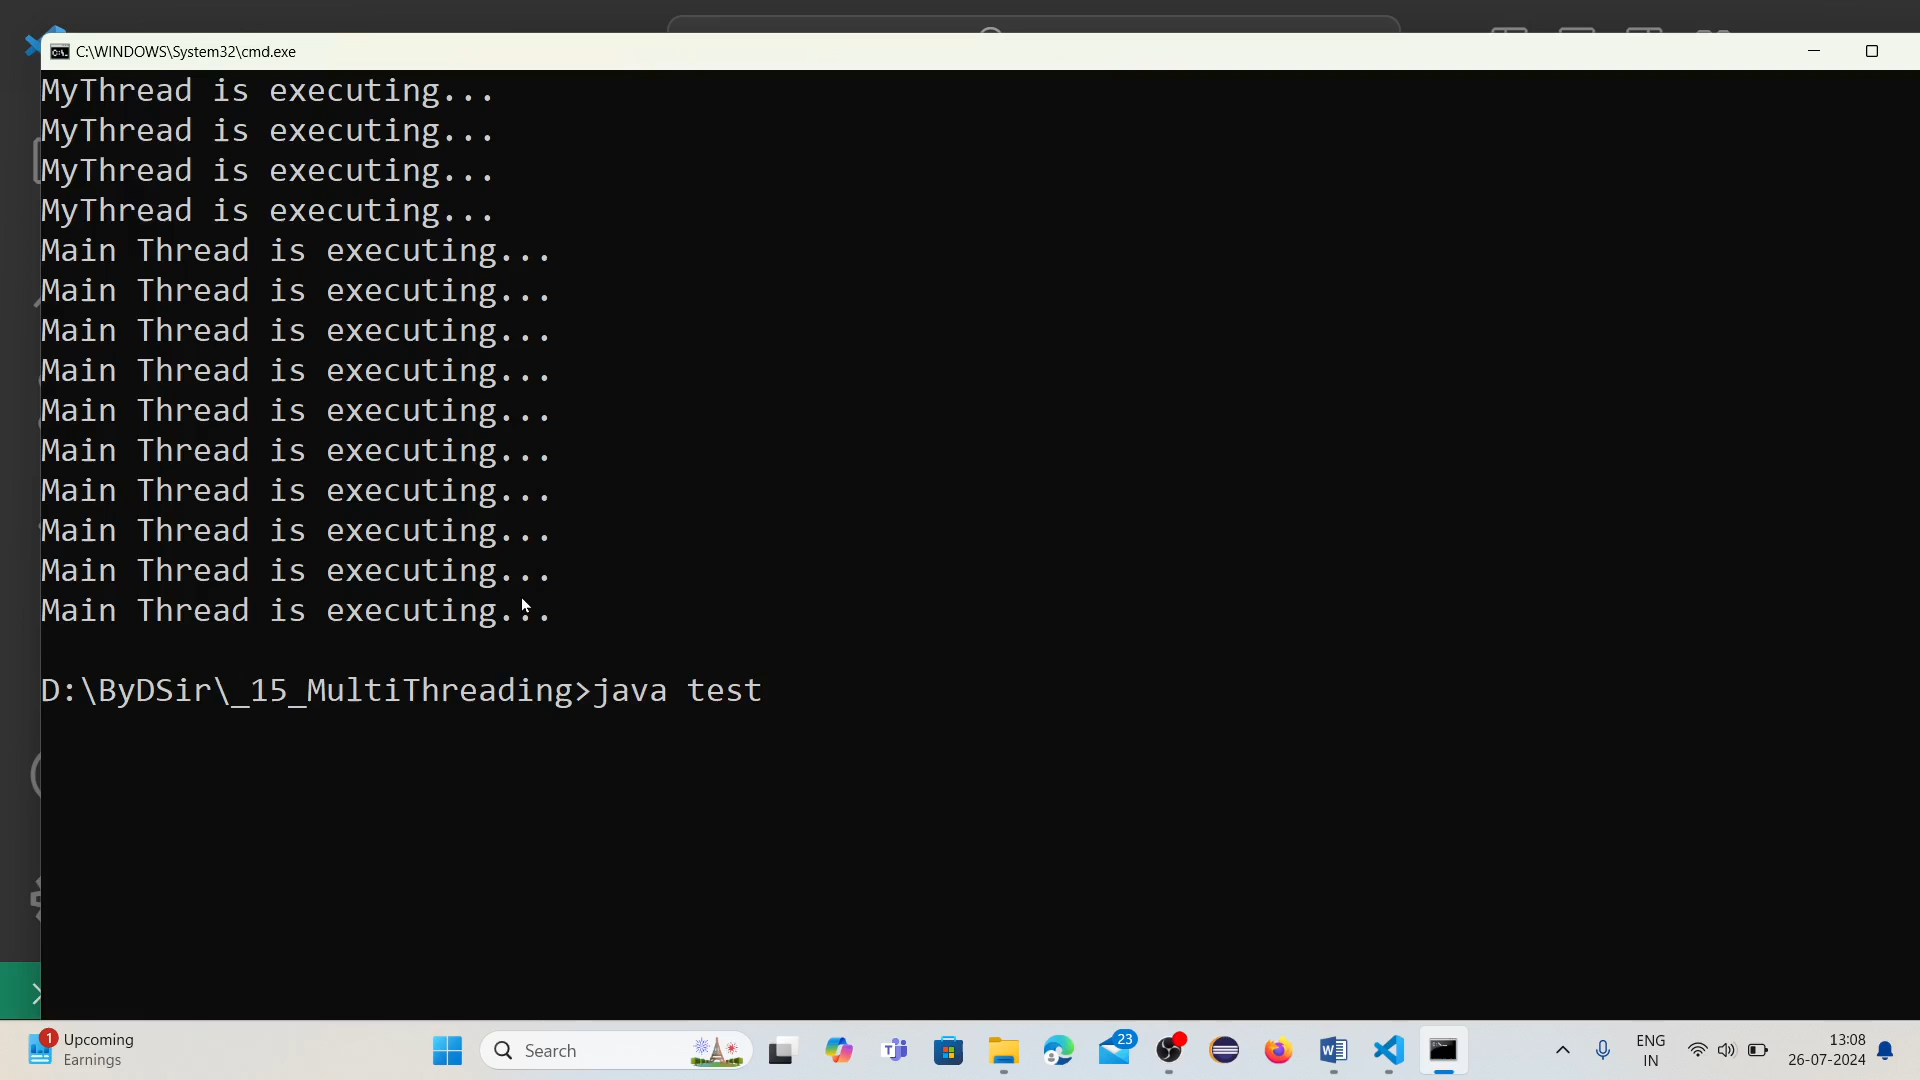 C:\WINDOWS\System32\cmd.exe
MyThread is executing...
MyThread is executing...
MyThread is executing...
MyThread is executing...
Main Thread is executing...
Main Thread is executing...
Main Thread is executing...
Main Thread is executing...
Main Thread is executing...
Main Thread is executing...
Main Thread is executing...
Main Thread is executing...
Main Thread is executing...
Main Thread is executing...
D:\ByDSir\_15_MultiThreading>java test
1
Upcoming
Earnings
Search
23
ENG
IN
13:08
26-07-2024